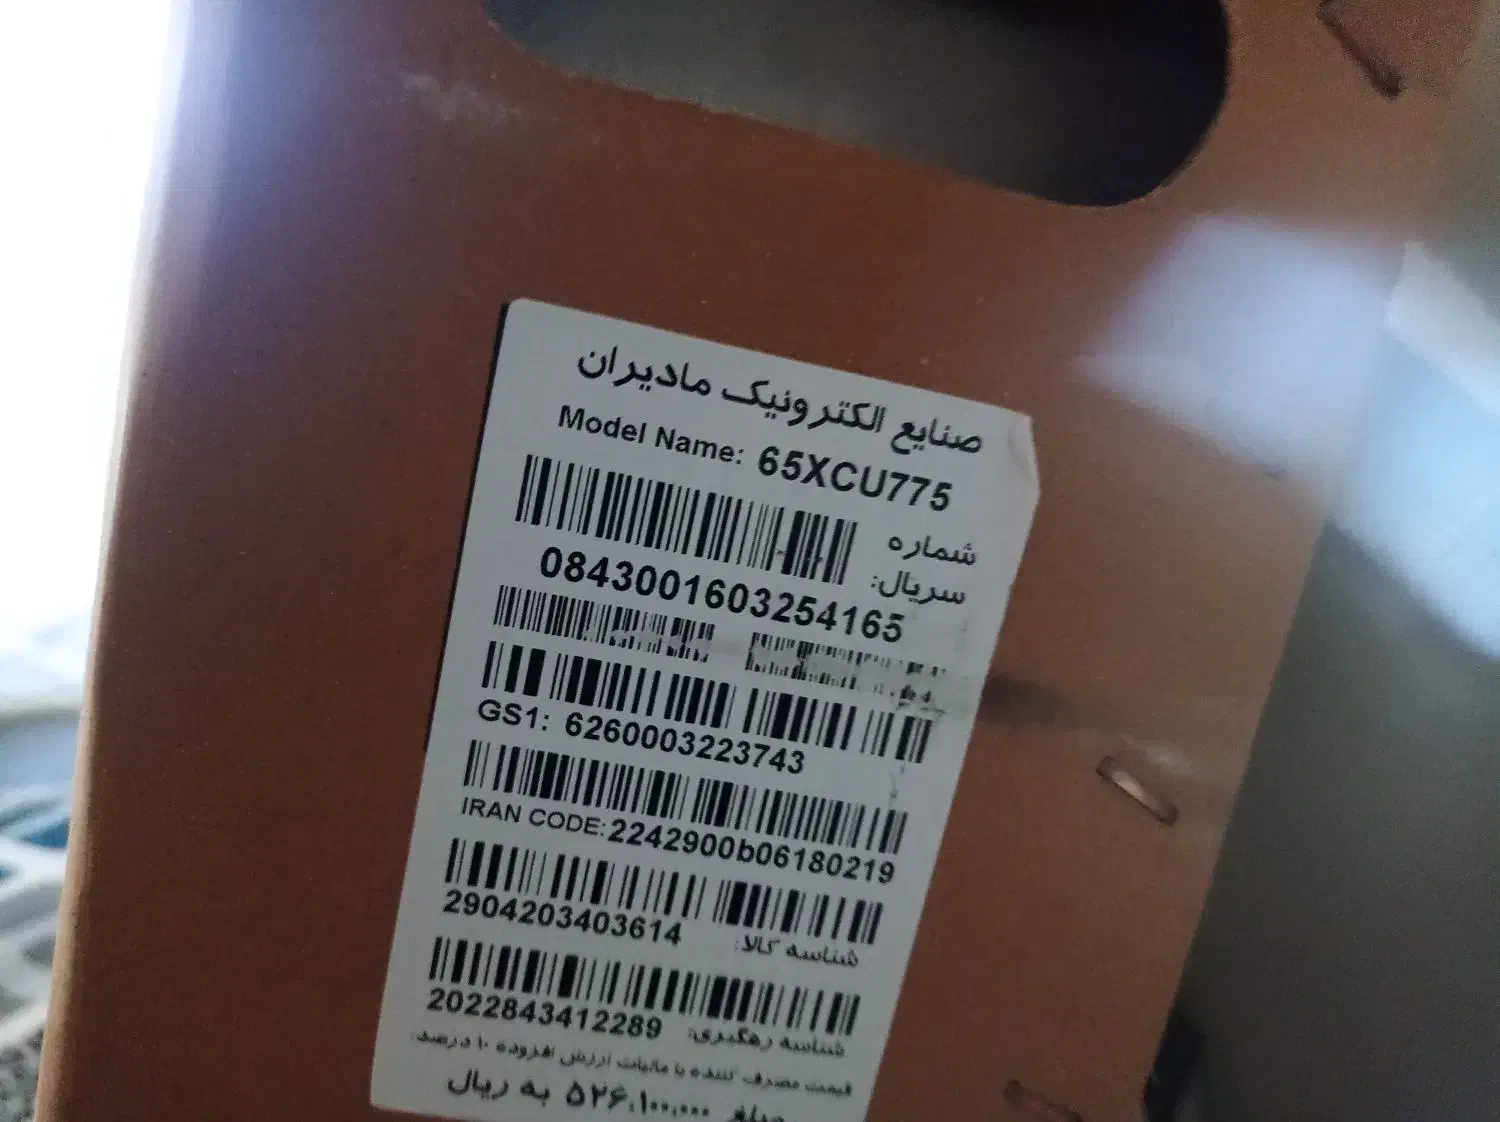 صنایع الکترونیک مادیران
Model Name: 65XCU775
شماره
سریال:
0843001603254165
GS1: 6260003223743
IRAN CODE:2242900b06180219
2904203403614 شناسه کالا:
2022843412289 شناسه رهگیری:
قیمت مصرف کننده با مالیات ارزش افزوده ۱۰ درصد:
مبلغ ۵۲۶,۱۰۰,۰۰۰ به ریال